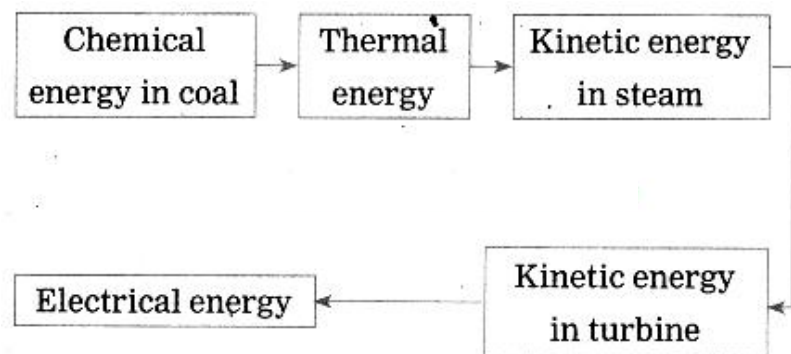 Chemical
energy in coal
Thermal
energy
Kinetic energy
in steam
Kinetic energy
in turbine
Electrical energy